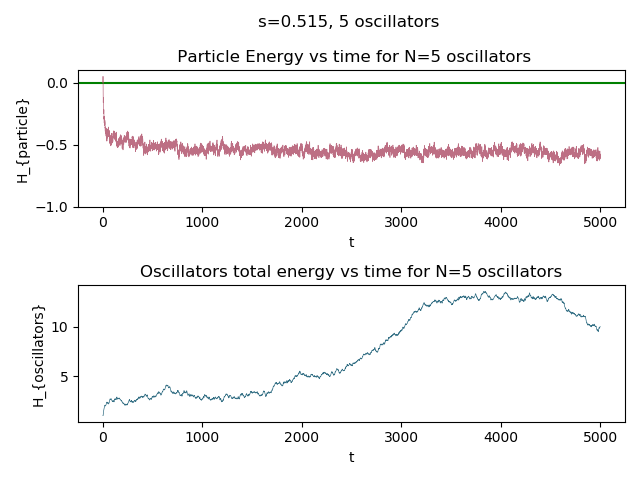 s=0.515, 5 oscillators
Particle Energy vs time for N=5 oscillators
H_{particle}
0.0
−0.5
−1.0
0
1000
2000
3000
4000
5000
t
Oscillators total energy vs time for N=5 oscillators
H_{oscillators}
10
5
0
1000
2000
3000
4000
5000
t